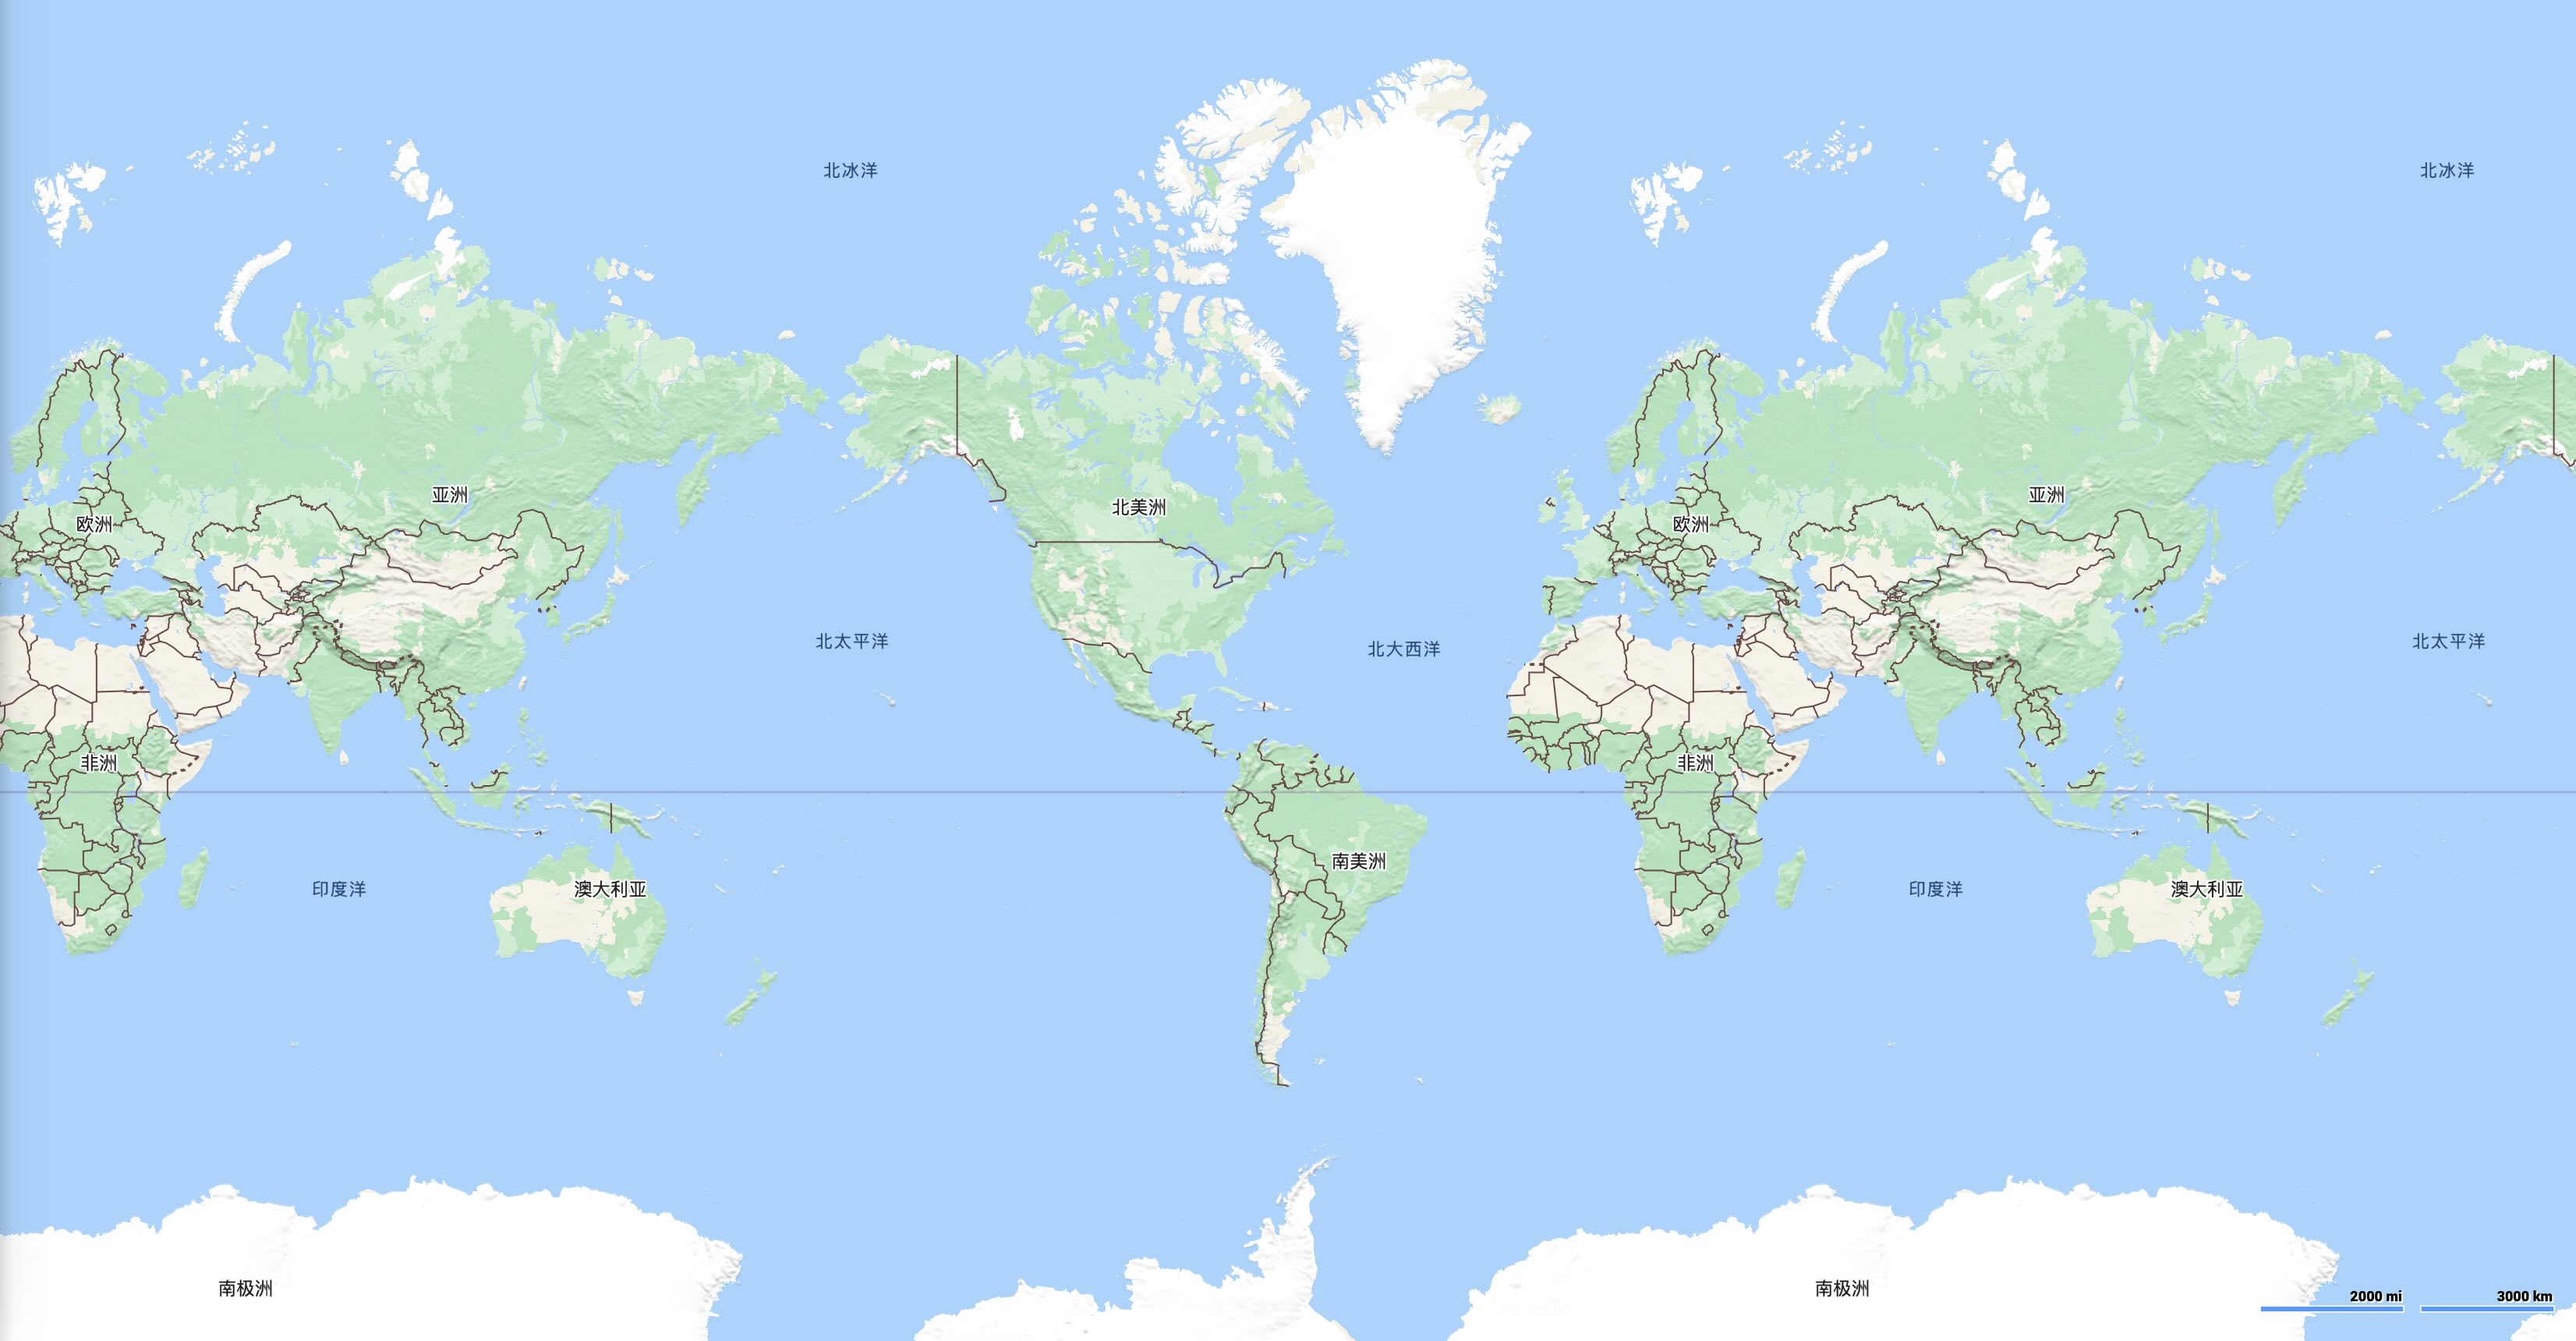 北冰洋
北冰洋
亚洲
亚洲
北美洲
欧洲
欧洲
北太平洋
北太平洋
北大西洋
非洲
非洲
南美洲
印度洋
澳大利亚
印度洋
澳大利亚
南极洲
南极洲
2000 mi
3000 km